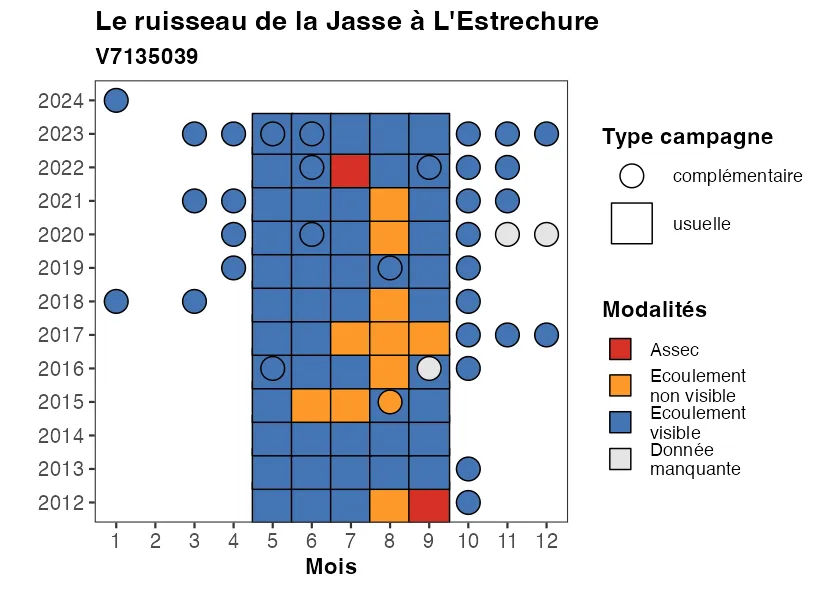 Le ruisseau de la Jasse à L'Estrechure
V7135039
2024
2023
2022
2021
2020
2019
2018
2017
2016
2015
2014
2013
2012
1 2 3 4 5 6 7 8 9 10 11 12
Mois
Type campagne
complémentaire
usuelle
Modalités
Assec
Ecoulement
non visible
Ecoulement
visible
Donnée
manquante